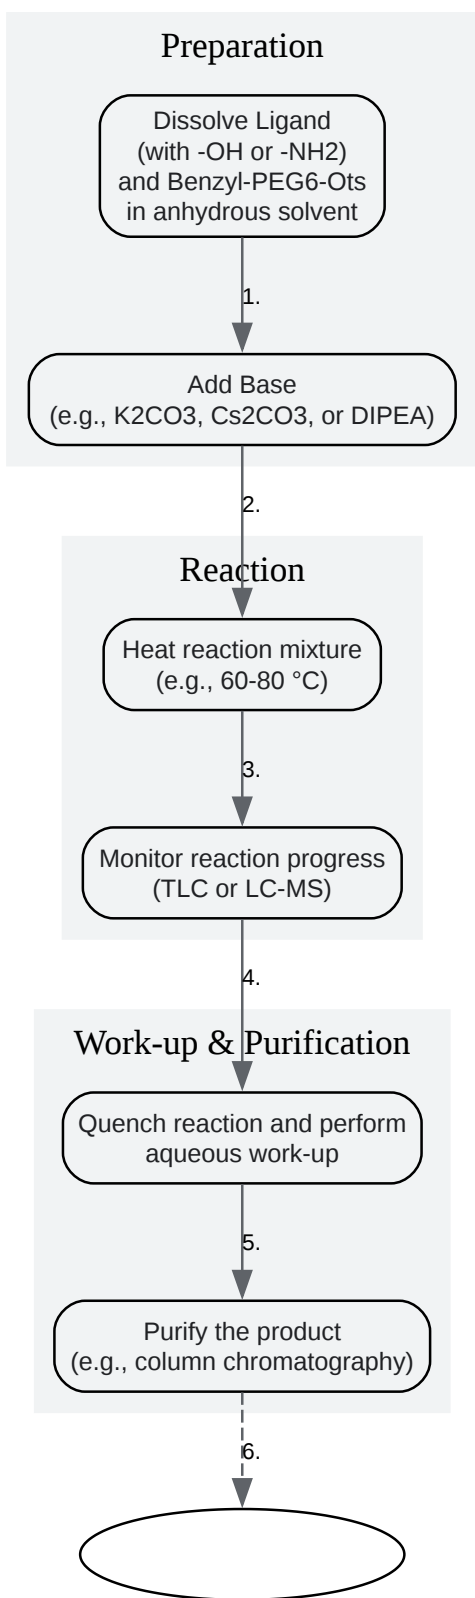 Preparation
Dissolve Ligand
(with -OH or -NH2)
and Benzyl-PEG6-Ots
in anhydrous solvent
1.
Add Base
(e.g., K2CO3, Cs2CO3, or DIPEA)
2.
Reaction
Heat reaction mixture
(e.g., 60-80 °C)
3.
Monitor reaction progress
(TLC or LC-MS)
4.
Work-up & Purification
Quench reaction and perform
aqueous work-up
5.
Purify the product
(e.g., column chromatography)
6.